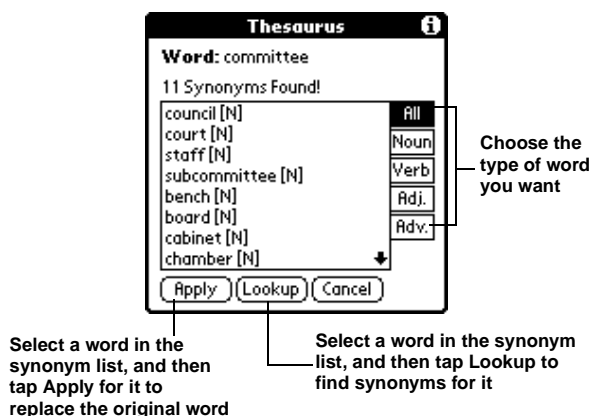 Thesaurus
Word: committee
11 Synonyms Found!
council [N]
court [N]
staff [N]
subcommittee [N]
bench [N]
board [N]
cabinet [N]
chamber [N]
All
Noun
Verb
Adj.
Adv.
Choose the
type of word
you want
Apply Lookup Cancel
Select a word in the
synonym list, and then
tap Apply for it to
replace the original word
Select a word in the synonym
list, and then tap Lookup to
find synonyms for it